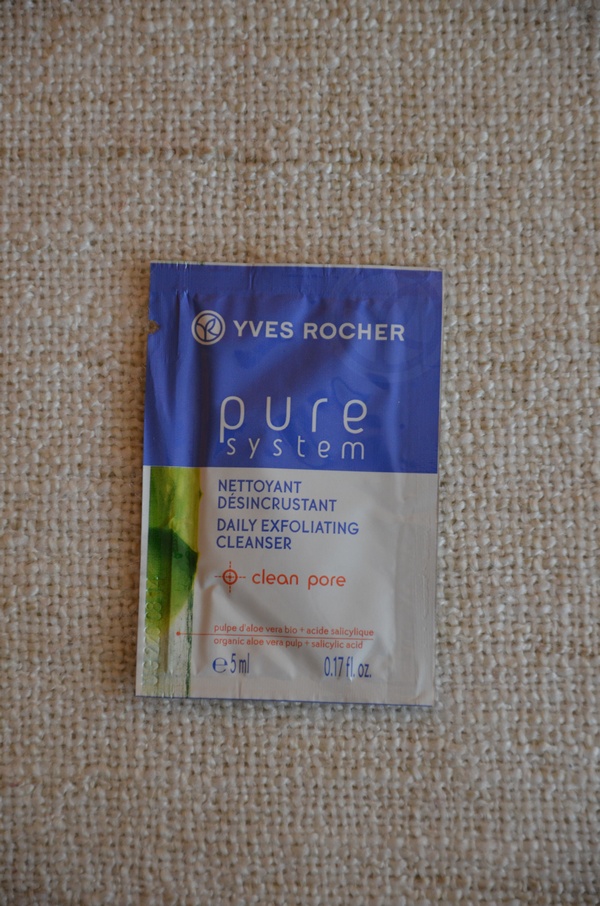 YVES ROCHER
pure
system
NETTOYANT
DÉSINCRUSTANT
DAILY EXFOLIATING
CLEANSER
clean pore
pulpe d'aloe vera bio + acide salicylique
organic aloe vera pulp + salicylic acid
℮ 5 ml 0.17 fl. oz.